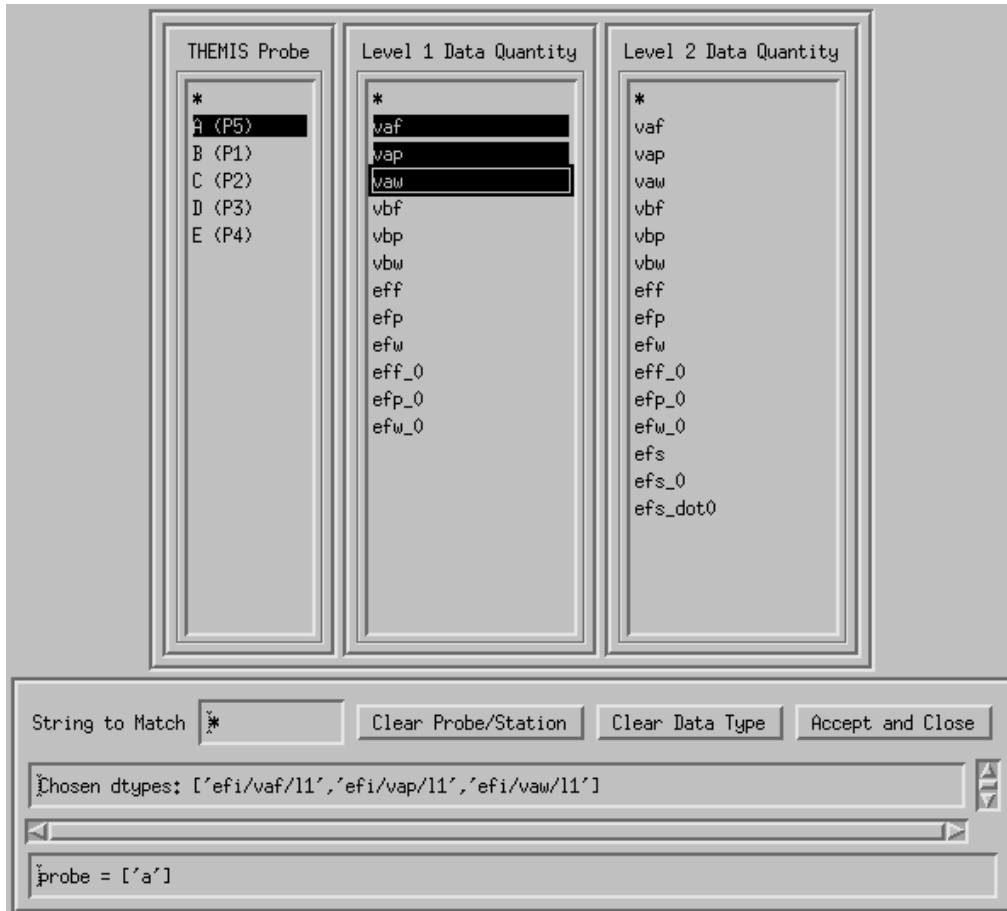 THEMIS Probe
*
A (P5)
B (P1)
C (P2)
D (P3)
E (P4)
Level 1 Data Quantity
*
vaf
vap
vaw
vbf
vbp
vbw
eff
efp
efw
eff_0
efp_0
efw_0
Level 2 Data Quantity
*
vaf
vap
vaw
vbf
vbp
vbw
eff
efp
efw
eff_0
efp_0
efw_0
efs
efs_0
efs_dot0
String to Match * Clear Probe/Station Clear Data Type Accept and Close
Chosen dtypes: ['efi/vaf/l1','efi/vap/l1','efi/vaw/l1']
probe = ['a']